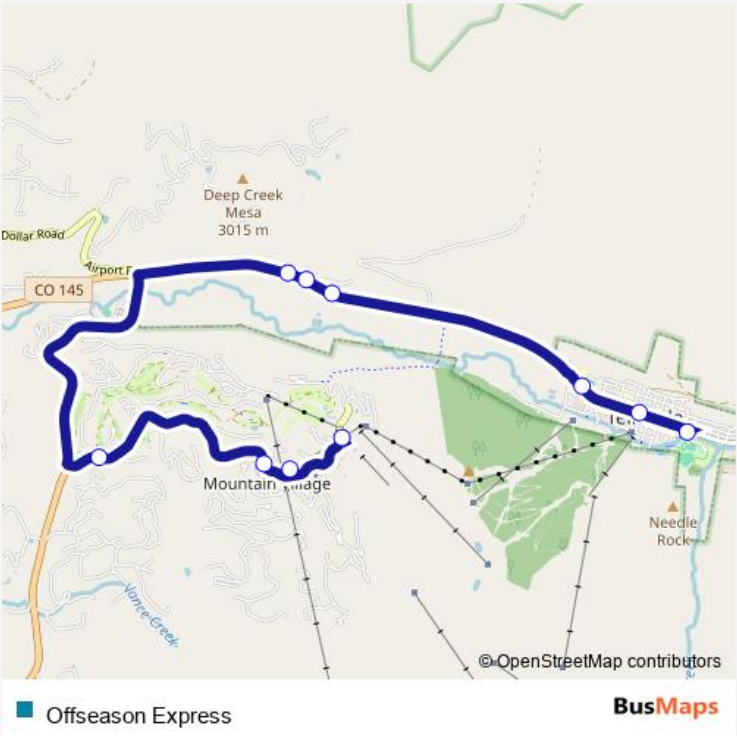 Deep Creek
Mesa
3015 m
Dollar Road
Airport
CO 145
Mountain Village
Needle
Rock
Vance Creek
© OpenStreetMap contributors
Offseason Express
BusMaps